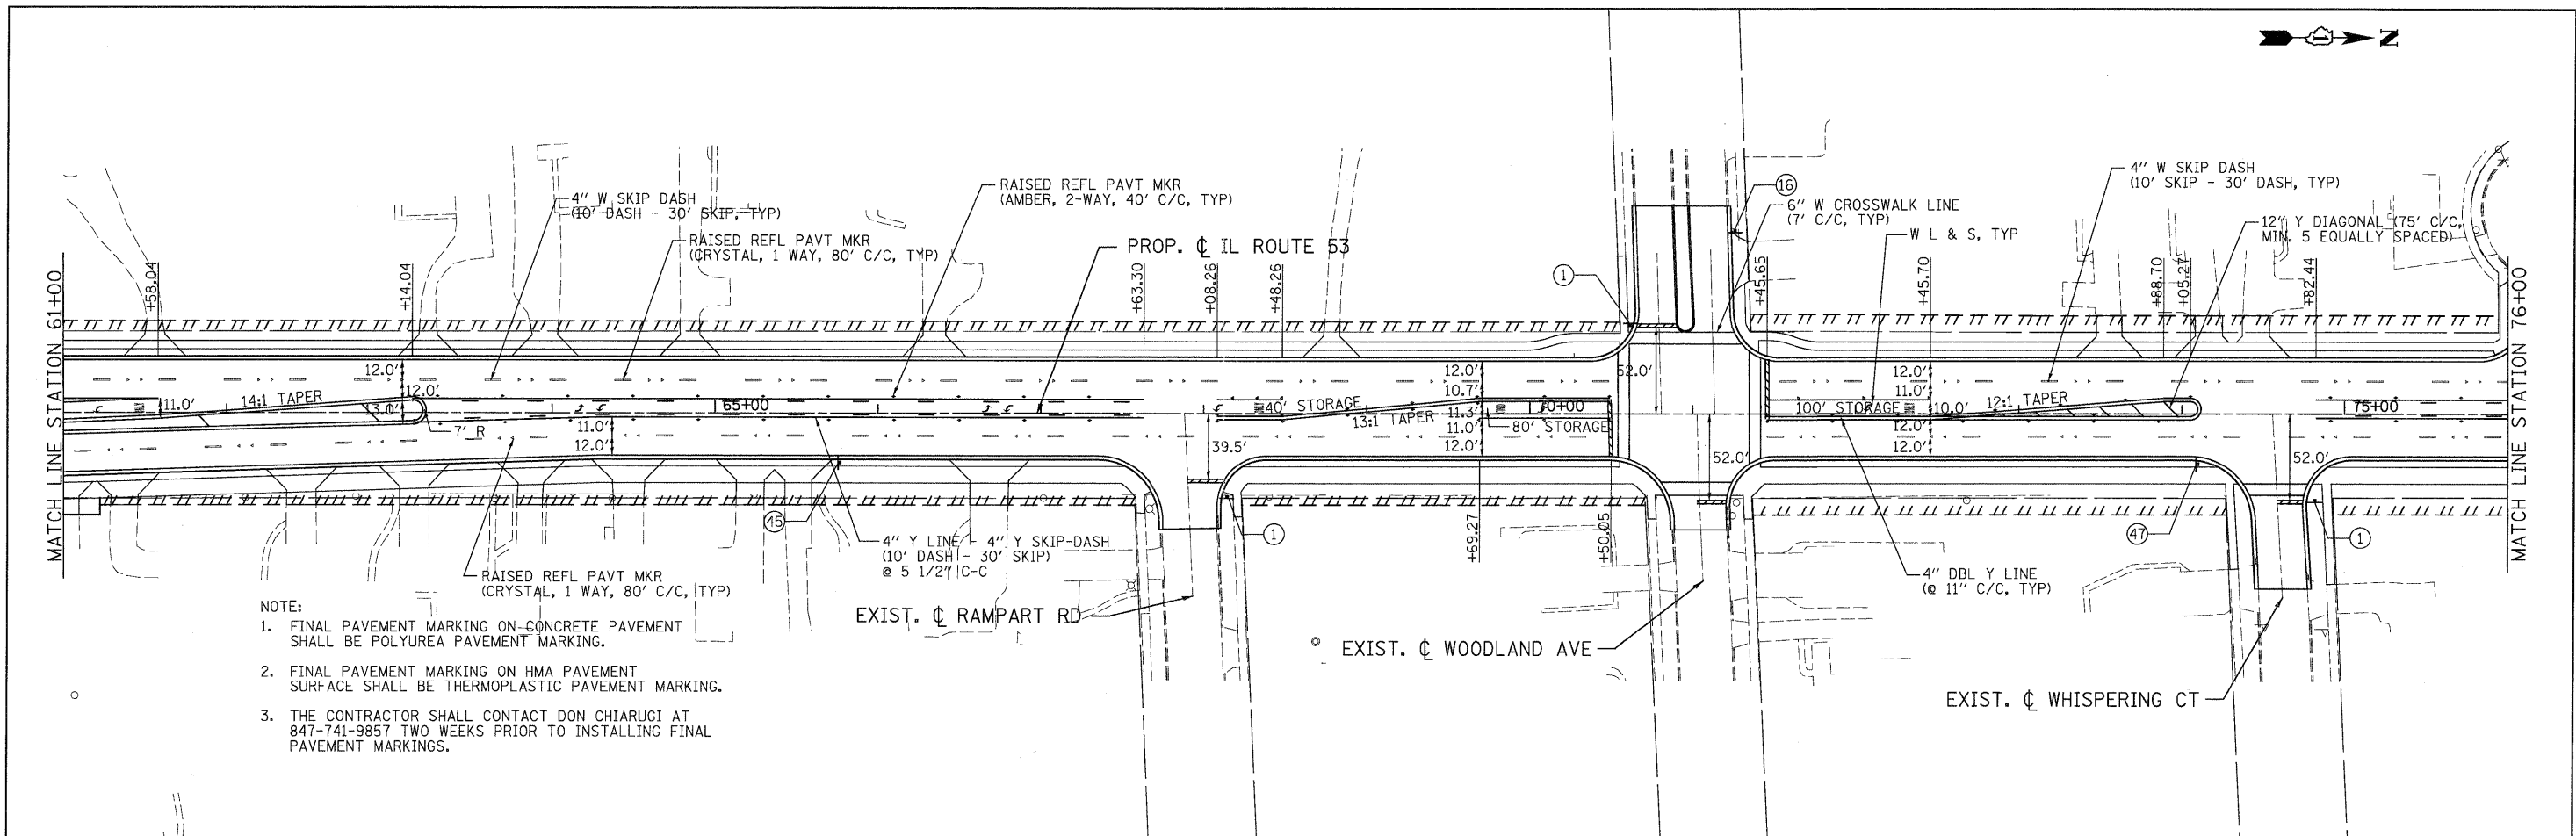 N
4" W SKIP DASH
(10' DASH - 30' SKIP, TYP)
RAISED REFL PAVT MKR
(CRYSTAL, 1 WAY, 80' C/C, TYP)
RAISED REFL PAVT MKR
(AMBER, 2-WAY, 40' C/C, TYP)
PROP. ℄ IL ROUTE 53
16
6" W CROSSWALK LINE
(7' C/C, TYP)
W L & S, TYP
4" W SKIP DASH
(10' SKIP - 30' DASH, TYP)
12" Y DIAGONAL (75' C/C,
MIN. 5 EQUALLY SPACED)
1
MATCH LINE STATION 61+00
+58.04
+14.04
+63.30
+08.26
+48.26
+45.65
+45.70
+88.70
+05.27
+82.44
MATCH LINE STATION 76+00
12.0'
12.0'
13.0'
11.0'
14:1 TAPER
7' R
65+00
11.0'
12.0'
39.5'
40' STORAGE
13:1 TAPER
12.0'
10.7'
11.3'
11.0'
12.0'
70+00
80' STORAGE
52.0'
52.0'
100' STORAGE
12.0'
11.0'
10.0'
12.0'
12.0'
12:1 TAPER
75+00
52.0'
45
1
+69.27
+50.05
47
1
4" Y LINE - 4" Y SKIP-DASH
(10' DASH - 30' SKIP)
@ 5 1/2" C-C
RAISED REFL PAVT MKR
(CRYSTAL, 1 WAY, 80' C/C, TYP)
4" DBL Y LINE
(@ 11" C/C, TYP)
EXIST. ℄ RAMPART RD
EXIST. ℄ WOODLAND AVE
EXIST. ℄ WHISPERING CT
NOTE:
1. FINAL PAVEMENT MARKING ON CONCRETE PAVEMENT
SHALL BE POLYUREA PAVEMENT MARKING.
2. FINAL PAVEMENT MARKING ON HMA PAVEMENT
SURFACE SHALL BE THERMOPLASTIC PAVEMENT MARKING.
3. THE CONTRACTOR SHALL CONTACT DON CHIARUGI AT
847-741-9857 TWO WEEKS PRIOR TO INSTALLING FINAL
PAVEMENT MARKINGS.